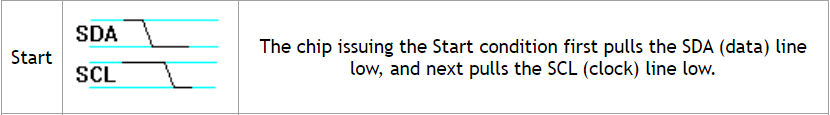 Start
SDA
SCL
The chip issuing the Start condition first pulls the SDA (data) line
low, and next pulls the SCL (clock) line low.